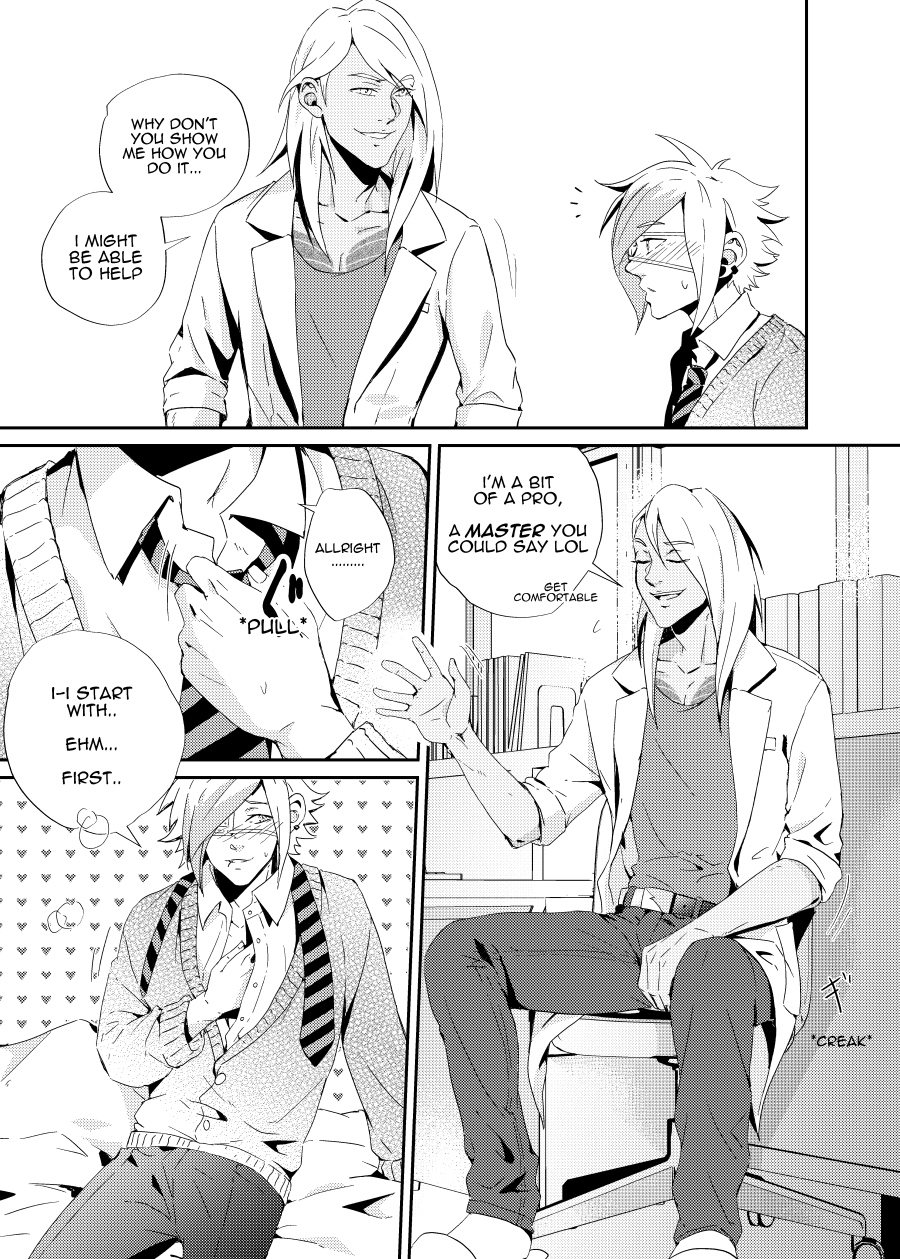 WHY DON'T
YOU SHOW
ME HOW YOU
DO IT...
I MIGHT
BE ABLE
TO HELP
I'M A BIT
OF A PRO,
A MASTER YOU
COULD SAY LOL
GET
COMFORTABLE
ギ
*CREAK*
ALLRIGHT
..........
ぐ
*PULL*
I-I START
WITH..
EHM...
FIRST..